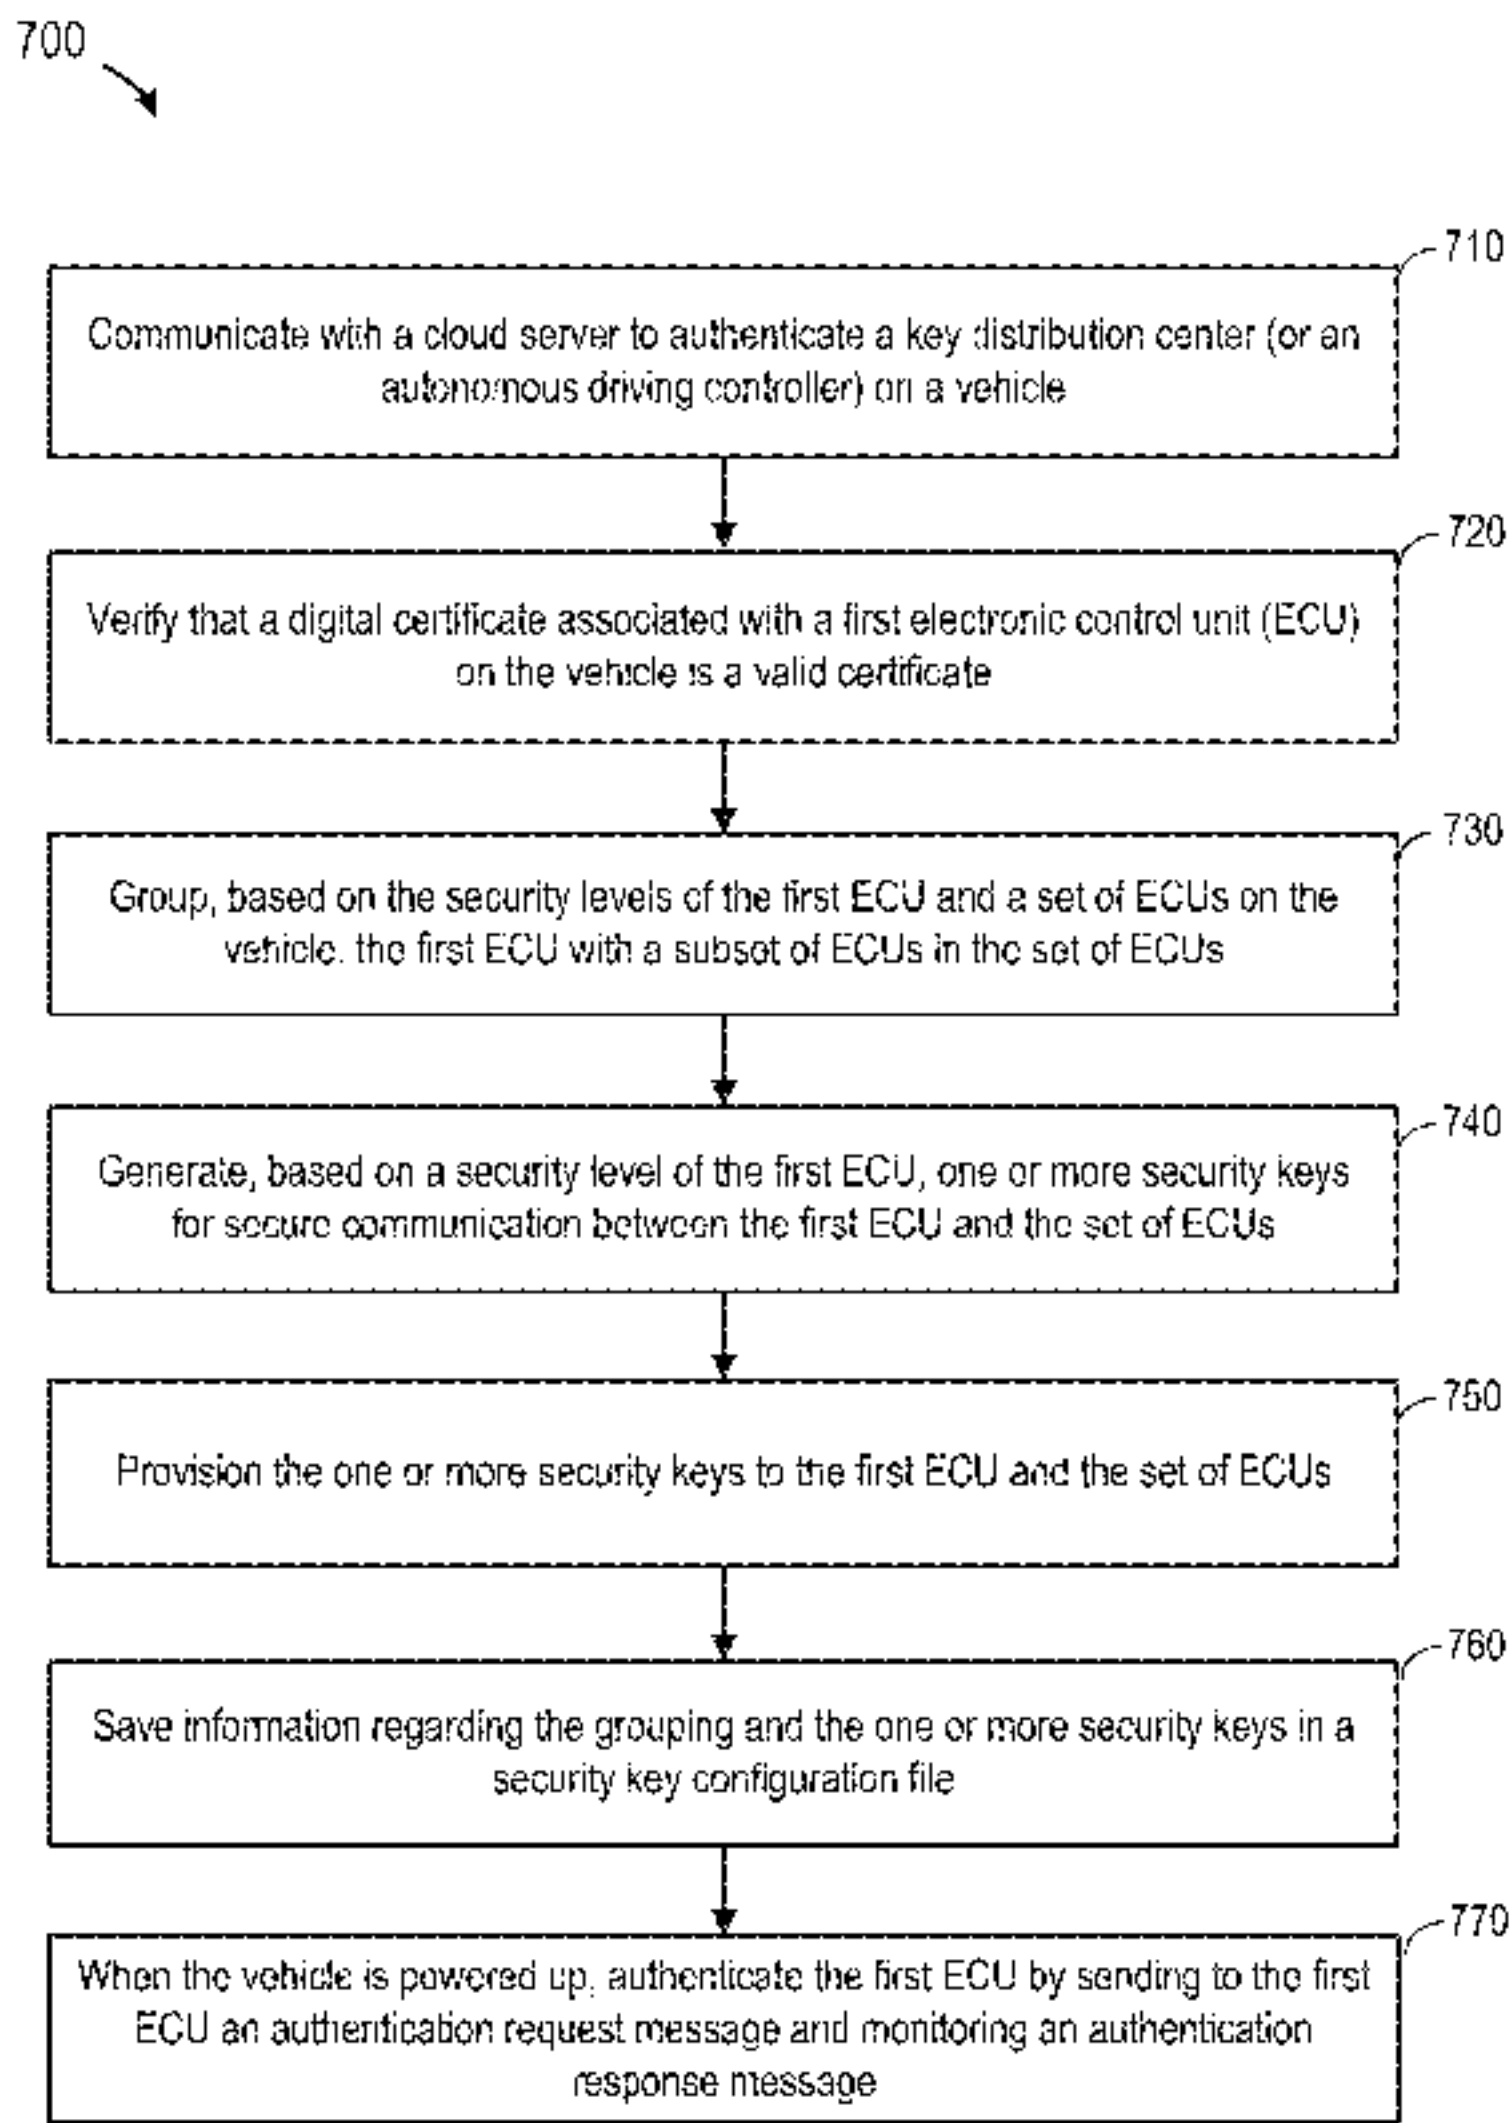 700
710
Communicate with a cloud server to authenticate a key distribution center (or an
autonomous driving controller) on a vehicle
720
Verify that a digital certificate associated with a first electronic control unit (ECU)
on the vehicle is a valid certificate
730
Group, based on the security levels of the first ECU and a set of ECUs on the
vehicle, the first ECU with a subset of ECUs in the set of ECUs
740
Generate, based on a security level of the first ECU, one or more security keys
for secure communication between the first ECU and the set of ECUs
750
Provision the one or more security keys to the first ECU and the set of ECUs
760
Save information regarding the grouping and the one or more security keys in a
security key configuration file
770
When the vehicle is powered up, authenticate the first ECU by sending to the first
ECU an authentication request message and monitoring an authentication
response message